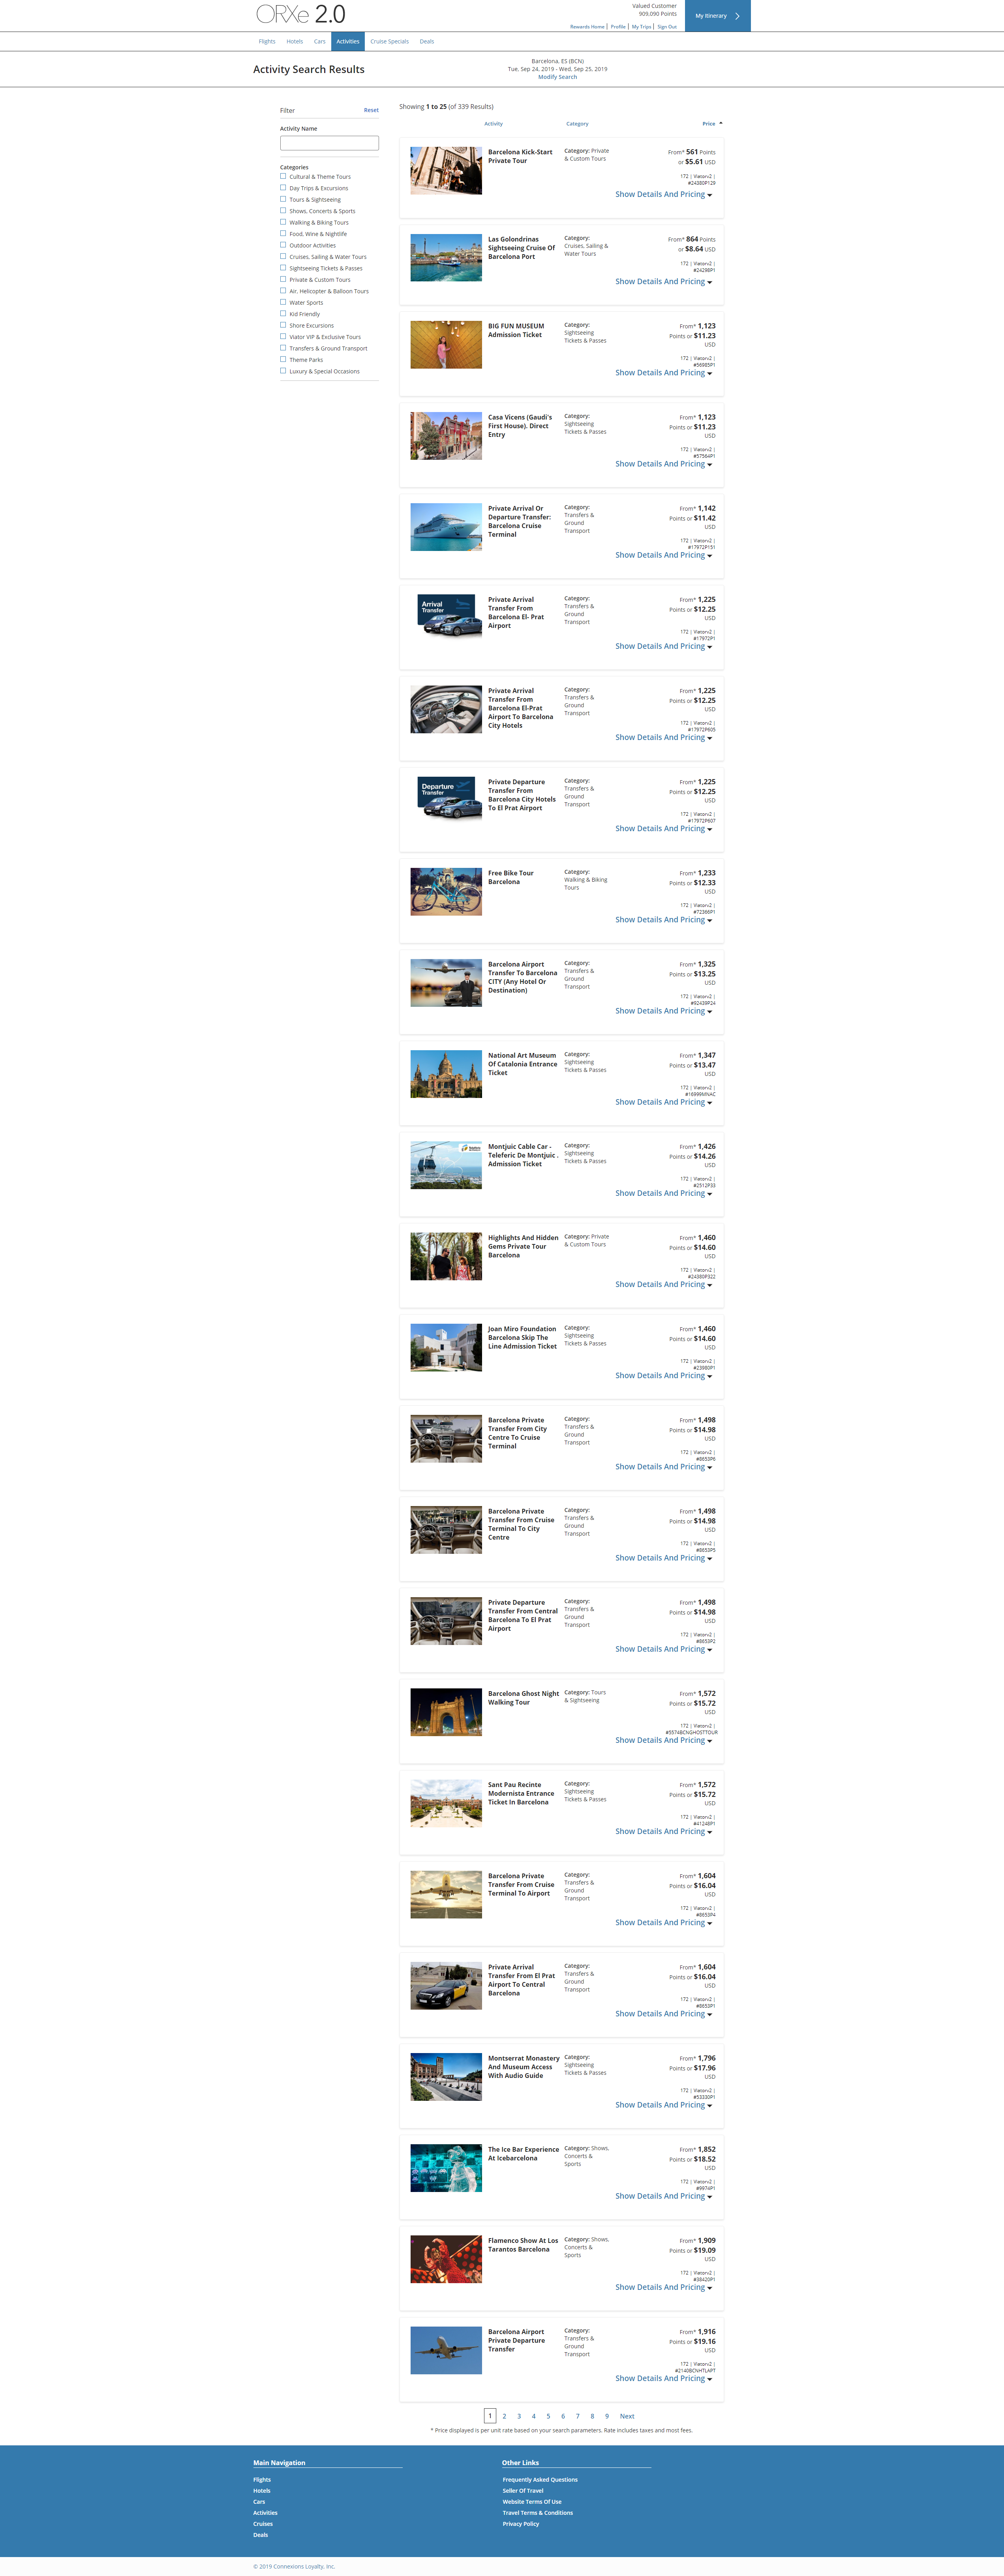 ORXe 2.0
Valued Customer
909,090 Points
Rewards Home
Profile
My Trips
Sign Out
My Itinerary
Flights
Hotels
Cars
Activities
Cruise Specials
Deals
Activity Search Results
Barcelona, ES (BCN)
Tue, Sep 24, 2019 - Wed, Sep 25, 2019
Modify Search
Filter
Reset
Activity Name
Categories
Cultural & Theme Tours
Day Trips & Excursions
Tours & Sightseeing
Shows, Concerts & Sports
Walking & Biking Tours
Food, Wine & Nightlife
Outdoor Activities
Cruises, Sailing & Water Tours
Sightseeing Tickets & Passes
Private & Custom Tours
Air, Helicopter & Balloon Tours
Water Sports
Kid Friendly
Shore Excursions
Viator VIP & Exclusive Tours
Transfers & Ground Transport
Theme Parks
Luxury & Special Occasions
Showing 1 to 25 (of 339 Results)
Activity
Category
Price
Barcelona Kick-Start
Private Tour
Category: Private
& Custom Tours
From* 561 Points
or $5.61 USD
172 | Viatorv2 |
#24380P129
Show Details And Pricing
Las Golondrinas
Sightseeing Cruise Of
Barcelona Port
Category:
Cruises, Sailing &
Water Tours
From* 864 Points
or $8.64 USD
172 | Viatorv2 |
#24298P1
Show Details And Pricing
BIG FUN MUSEUM
Admission Ticket
Category:
Sightseeing
Tickets & Passes
From* 1,123
Points or $11.23
USD
172 | Viatorv2 |
#56985P1
Show Details And Pricing
Casa Vicens (Gaudí's
First House). Direct
Entry
Category:
Sightseeing
Tickets & Passes
From* 1,123
Points or $11.23
USD
172 | Viatorv2 |
#57564P1
Show Details And Pricing
Private Arrival Or
Departure Transfer:
Barcelona Cruise
Terminal
Category:
Transfers &
Ground
Transport
From* 1,142
Points or $11.42
USD
172 | Viatorv2 |
#17972P151
Show Details And Pricing
Arrival
Transfer
Private Arrival
Transfer From
Barcelona El- Prat
Airport
Category:
Transfers &
Ground
Transport
From* 1,225
Points or $12.25
USD
172 | Viatorv2 |
#17972P1
Show Details And Pricing
Private Arrival
Transfer From
Barcelona El-Prat
Airport To Barcelona
City Hotels
Category:
Transfers &
Ground
Transport
From* 1,225
Points or $12.25
USD
172 | Viatorv2 |
#17972P605
Show Details And Pricing
Departure
Transfer
Private Departure
Transfer From
Barcelona City Hotels
To El Prat Airport
Category:
Transfers &
Ground
Transport
From* 1,225
Points or $12.25
USD
172 | Viatorv2 |
#17972P607
Show Details And Pricing
Free Bike Tour
Barcelona
Category:
Walking & Biking
Tours
From* 1,233
Points or $12.33
USD
172 | Viatorv2 |
#72366P1
Show Details And Pricing
Barcelona Airport
Transfer To Barcelona
CITY (Any Hotel Or
Destination)
Category:
Transfers &
Ground
Transport
From* 1,325
Points or $13.25
USD
172 | Viatorv2 |
#92439P24
Show Details And Pricing
National Art Museum
Of Catalonia Entrance
Ticket
Category:
Sightseeing
Tickets & Passes
From* 1,347
Points or $13.47
USD
172 | Viatorv2 |
#16999MNAC
Show Details And Pricing
Montjuic Cable Car -
Teleferic De Montjuic .
Admission Ticket
Category:
Sightseeing
Tickets & Passes
From* 1,426
Points or $14.26
USD
172 | Viatorv2 |
#2512P33
Show Details And Pricing
Highlights And Hidden
Gems Private Tour
Barcelona
Category: Private
& Custom Tours
From* 1,460
Points or $14.60
USD
172 | Viatorv2 |
#24380P322
Show Details And Pricing
Joan Miro Foundation
Barcelona Skip The
Line Admission Ticket
Category:
Sightseeing
Tickets & Passes
From* 1,460
Points or $14.60
USD
172 | Viatorv2 |
#23980P1
Show Details And Pricing
Barcelona Private
Transfer From City
Centre To Cruise
Terminal
Category:
Transfers &
Ground
Transport
From* 1,498
Points or $14.98
USD
172 | Viatorv2 |
#8653P6
Show Details And Pricing
Barcelona Private
Transfer From Cruise
Terminal To City
Centre
Category:
Transfers &
Ground
Transport
From* 1,498
Points or $14.98
USD
172 | Viatorv2 |
#8653P5
Show Details And Pricing
Private Departure
Transfer From Central
Barcelona To El Prat
Airport
Category:
Transfers &
Ground
Transport
From* 1,498
Points or $14.98
USD
172 | Viatorv2 |
#8653P2
Show Details And Pricing
Barcelona Ghost Night
Walking Tour
Category: Tours
& Sightseeing
From* 1,572
Points or $15.72
USD
172 | Viatorv2 |
#5574BCNGHOSTTOUR
Show Details And Pricing
Sant Pau Recinte
Modernista Entrance
Ticket In Barcelona
Category:
Sightseeing
Tickets & Passes
From* 1,572
Points or $15.72
USD
172 | Viatorv2 |
#41248P1
Show Details And Pricing
Barcelona Private
Transfer From Cruise
Terminal To Airport
Category:
Transfers &
Ground
Transport
From* 1,604
Points or $16.04
USD
172 | Viatorv2 |
#8653P4
Show Details And Pricing
Private Arrival
Transfer From El Prat
Airport To Central
Barcelona
Category:
Transfers &
Ground
Transport
From* 1,604
Points or $16.04
USD
172 | Viatorv2 |
#8653P1
Show Details And Pricing
Montserrat Monastery
And Museum Access
With Audio Guide
Category:
Sightseeing
Tickets & Passes
From* 1,796
Points or $17.96
USD
172 | Viatorv2 |
#53330P1
Show Details And Pricing
The Ice Bar Experience
At Icebarcelona
Category: Shows,
Concerts &
Sports
From* 1,852
Points or $18.52
USD
172 | Viatorv2 |
#9974P1
Show Details And Pricing
Flamenco Show At Los
Tarantos Barcelona
Category: Shows,
Concerts &
Sports
From* 1,909
Points or $19.09
USD
172 | Viatorv2 |
#38420P1
Show Details And Pricing
Barcelona Airport
Private Departure
Transfer
Category:
Transfers &
Ground
Transport
From* 1,916
Points or $19.16
USD
172 | Viatorv2 |
#2140BCNHTLAPT
Show Details And Pricing
1 2 3 4 5 6 7 8 9 Next
* Price displayed is per unit rate based on your search parameters. Rate includes taxes and most fees.
Main Navigation
Flights
Hotels
Cars
Activities
Cruises
Deals
Other Links
Frequently Asked Questions
Seller Of Travel
Website Terms Of Use
Travel Terms & Conditions
Privacy Policy
© 2019 Connexions Loyalty, Inc.